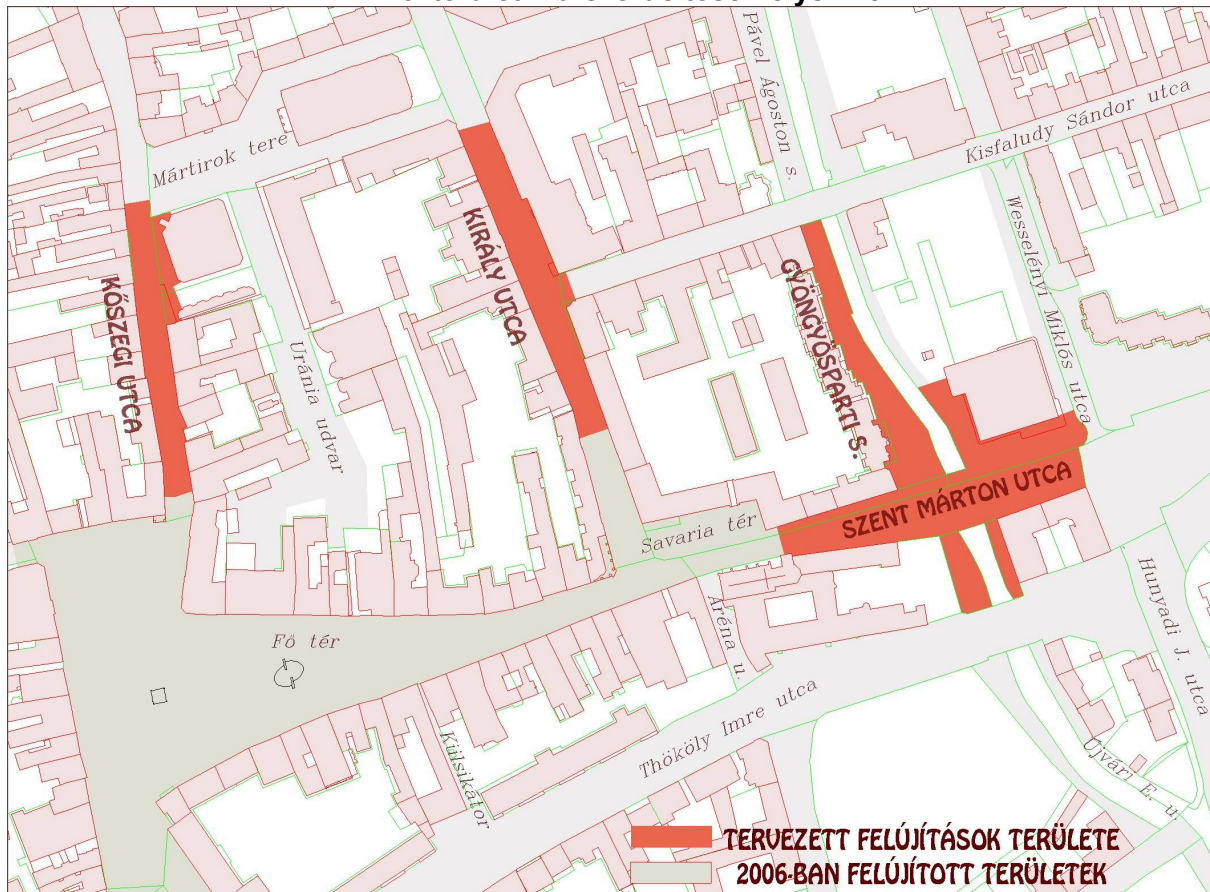 Pável Ágoston s.
Kisfaludy Sándor utca
Mártirok tere
Wesselényi Miklós utca
KIRÁLY UTCA
KŐSZEGI UTCA
GYÖNGYÖSPARTI S.
Uránia udvar
SZENT MÁRTON UTCA
Savaria tér
Hunyadi J. utca
Aréna u.
Fő tér
Thököly Imre utca
Külsikátor
Újvári E. u.
TERVEZETT FELÚJÍTÁSOK TERÜLETE
2006-BAN FELÚJÍTOTT TERÜLETEK